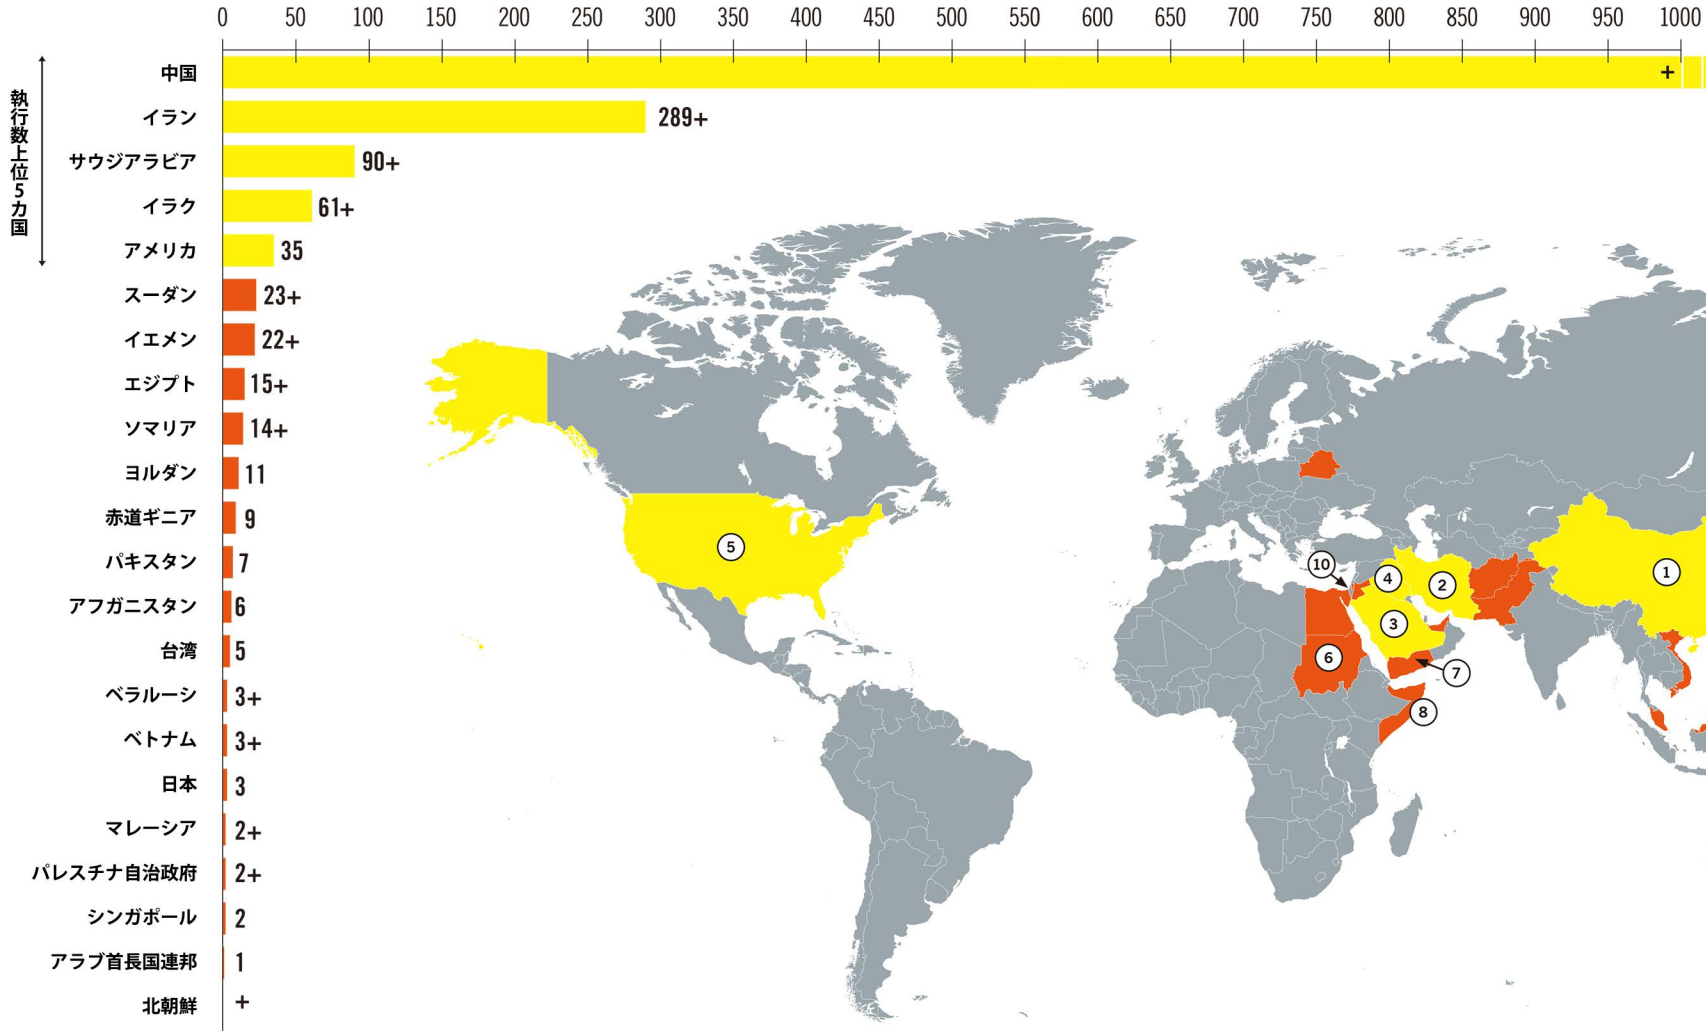 0 50 100 150 200 250 300 350 400 450 500 550 600 650 700 750 800 850 900 950 1000
執行数上位5カ国
中国 +
イラン 289+
サウジアラビア 90+
イラク 61+
アメリカ 35
スーダン 23+
イエメン 22+
エジプト 15+
ソマリア 14+
ヨルダン 11
赤道ギニア 9
パキスタン 7
アフガニスタン 6
台湾 5
ベラルーシ 3+
ベトナム 3+
日本 3
マレーシア 2+
パレスチナ自治政府 2+
シンガポール 2
アラブ首長国連邦 1
北朝鮮 +
5
10
4
2
1
3
6
7
8